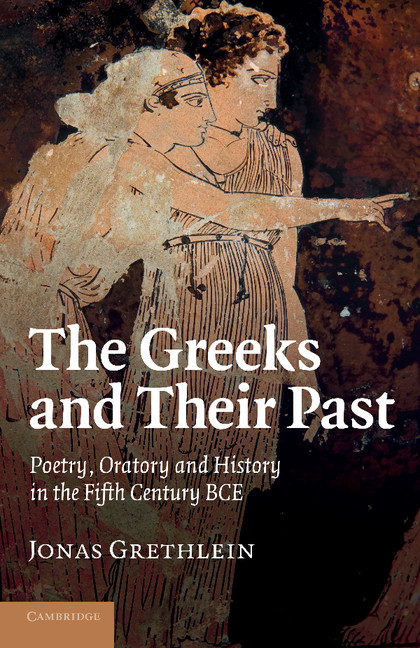 The Greeks
and Their Past
Poetry, Oratory and History
in the Fifth Century BCE
JONAS GRETHLEIN
CAMBRIDGE